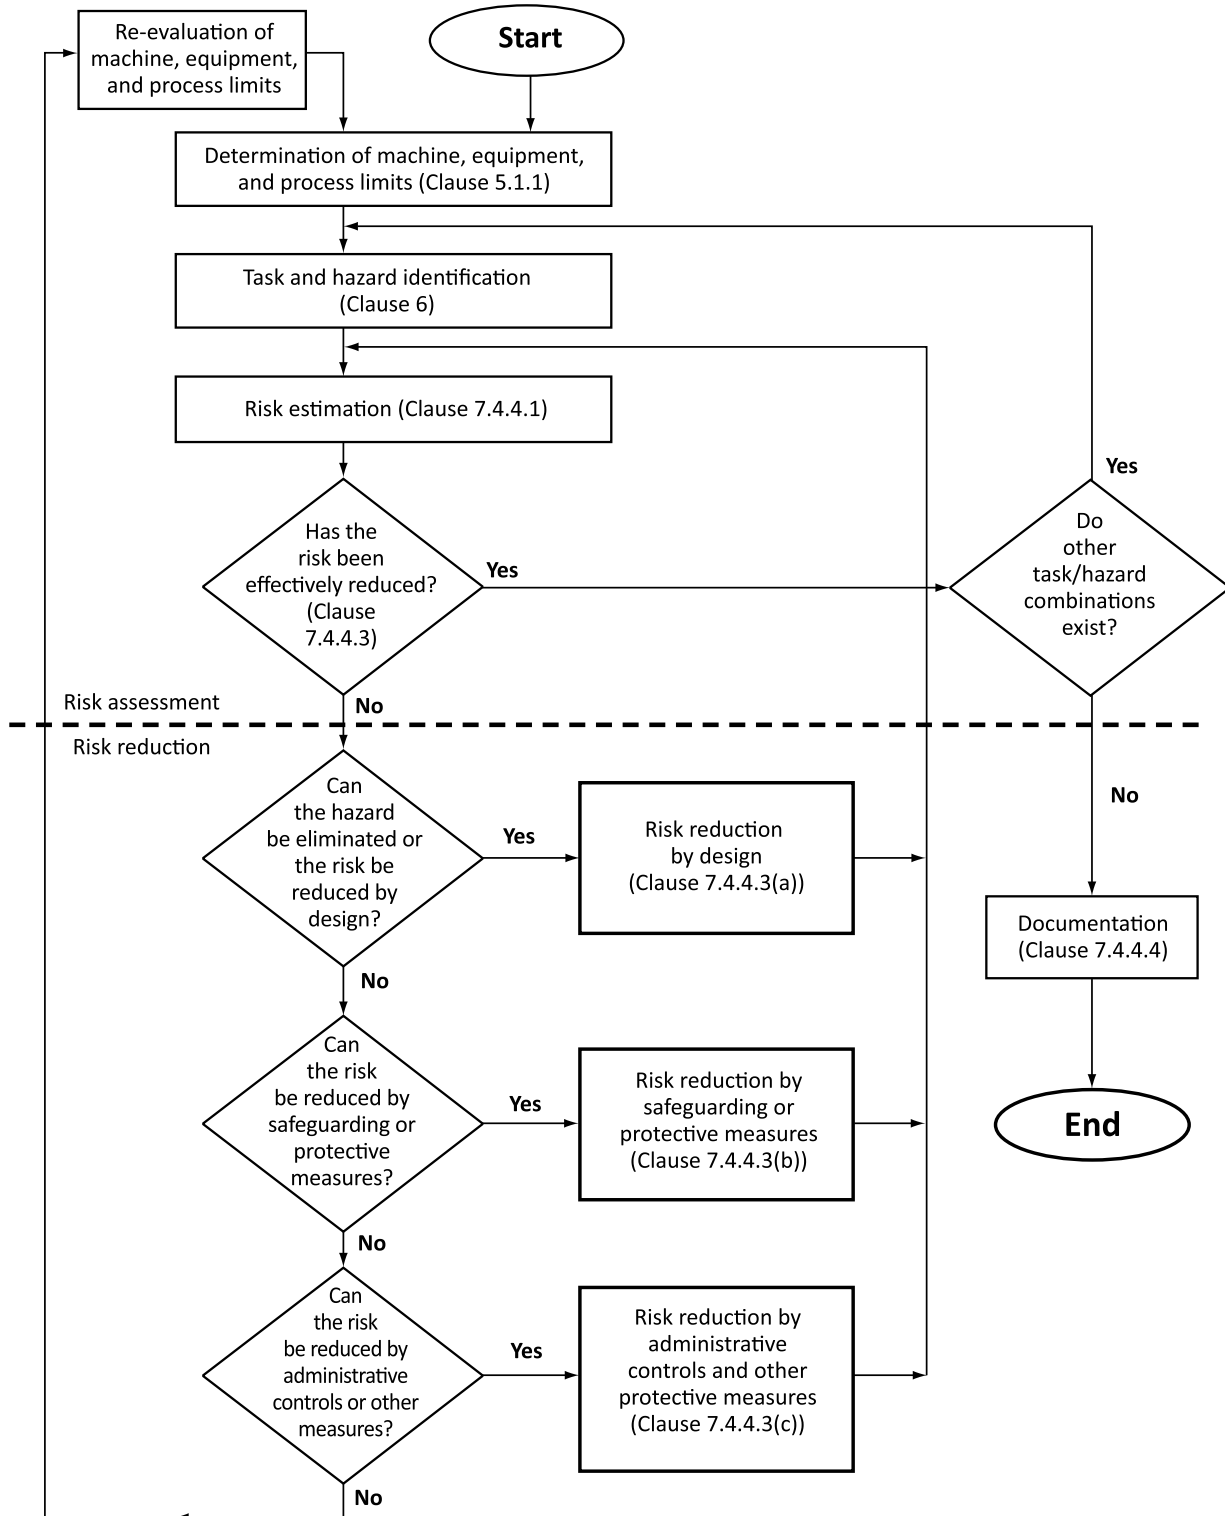 Re-evaluation of
machine, equipment,
and process limits
Start
Determination of machine, equipment,
and process limits (Clause 5.1.1)
Task and hazard identification
(Clause 6)
Risk estimation (Clause 7.4.4.1)
Has the
risk been
effectively reduced?
(Clause
7.4.4.3)
Yes
Do
other
task/hazard
combinations
exist?
Yes
Risk assessment
No
Risk reduction
Can
the hazard
be eliminated or
the risk be
reduced by
design?
Yes
Risk reduction
by design
(Clause 7.4.4.3(a))
No
Documentation
(Clause 7.4.4.4)
No
Can
the risk
be reduced by
safeguarding or
protective
measures?
Yes
Risk reduction by
safeguarding or
protective measures
(Clause 7.4.4.3(b))
End
No
Can
the risk
be reduced by
administrative
controls or other
measures?
Yes
Risk reduction by
administrative
controls and other
protective measures
(Clause 7.4.4.3(c))
No